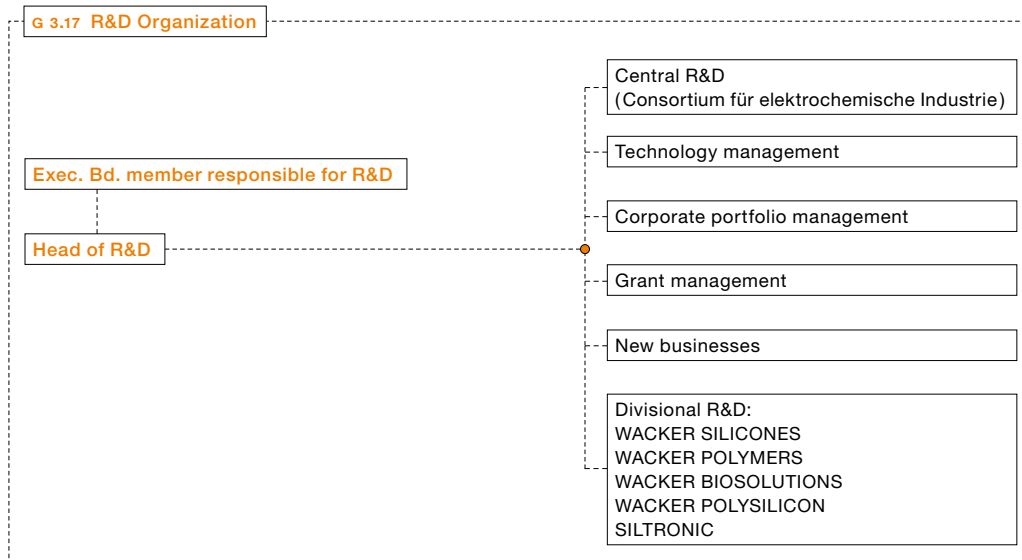 G 3.17 R&D Organization
Exec. Bd. member responsible for R&D
Head of R&D
Central R&D
(Consortium für elektrochemische Industrie)
Technology management
Corporate portfolio management
Grant management
New businesses
Divisional R&D:
WACKER SILICONES
WACKER POLYMERS
WACKER BIOSOLUTIONS
WACKER POLYSILICON
SILTRONIC